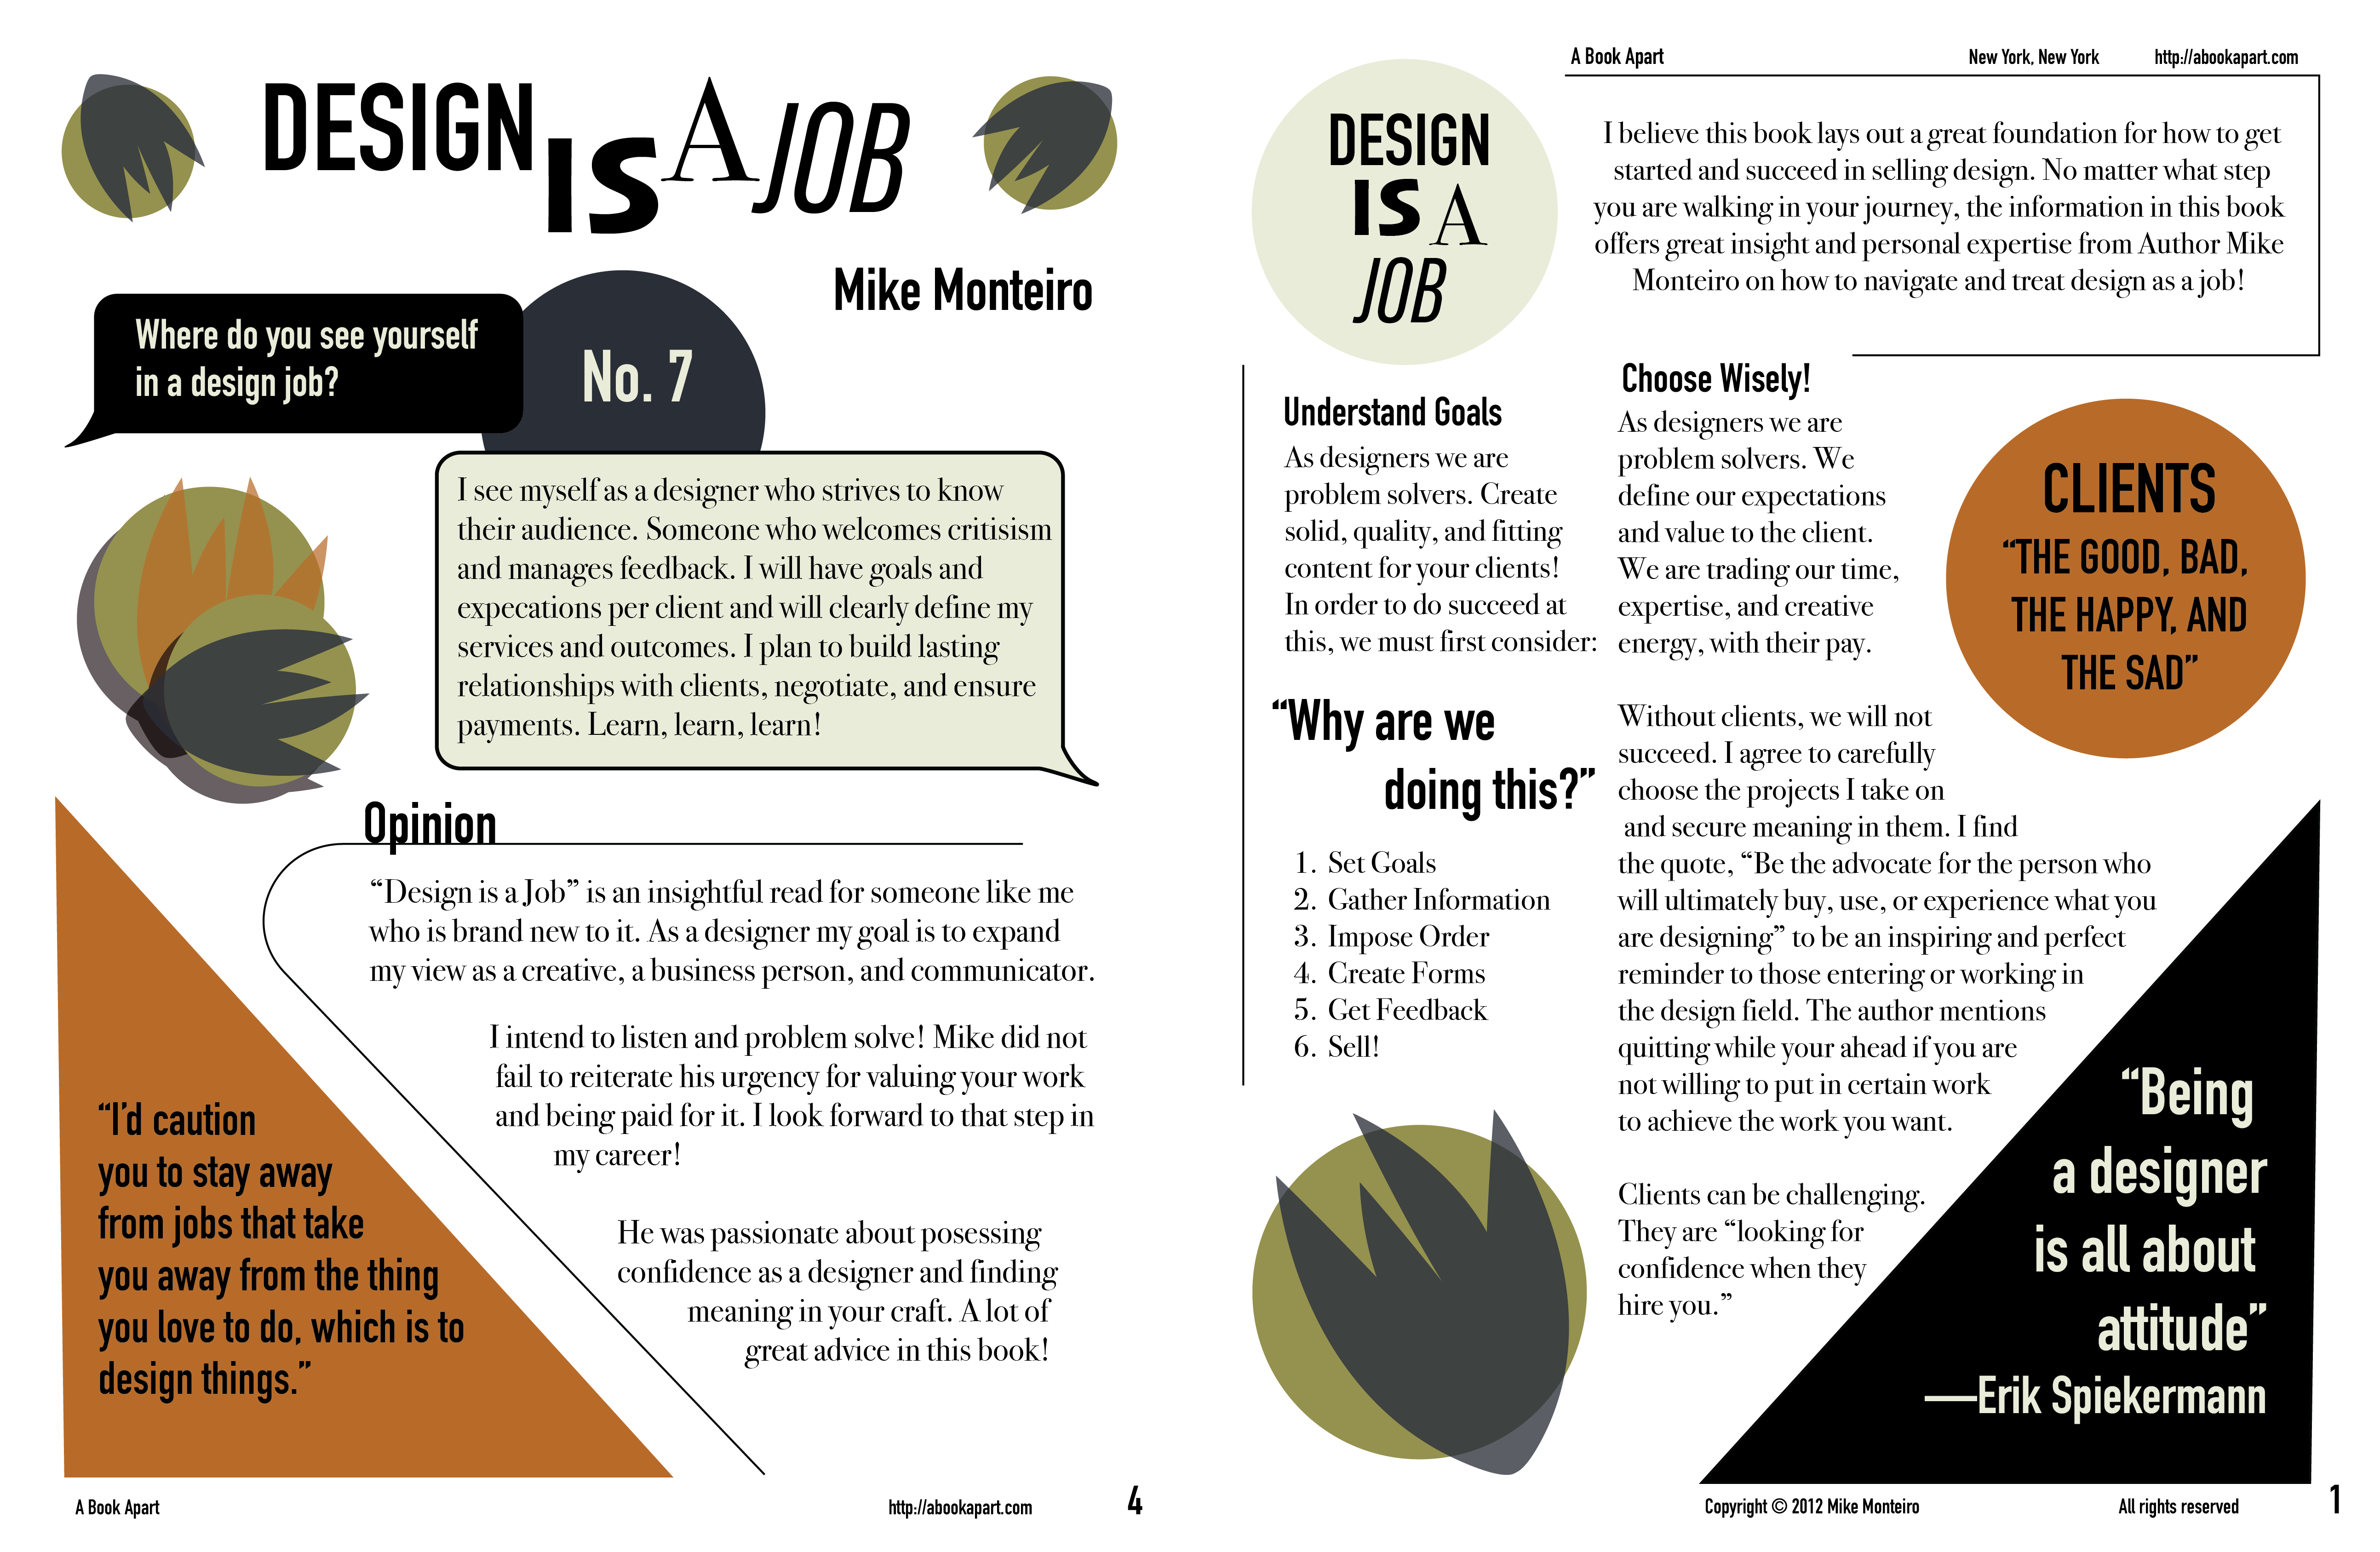 DESIGN IS A JOB
Mike Monteiro
Where do you see yourself
in a design job?
No. 7
I see myself as a designer who strives to know
their audience. Someone who welcomes critisism
and manages feedback. I will have goals and
expecations per client and will clearly define my
services and outcomes. I plan to build lasting
relationships with clients, negotiate, and ensure
payments. Learn, learn, learn!
Opinion
“Design is a Job” is an insightful read for someone like me
who is brand new to it. As a designer my goal is to expand
my view as a creative, a business person, and communicator.
I intend to listen and problem solve! Mike did not
fail to reiterate his urgency for valuing your work
and being paid for it. I look forward to that step in
my career!
He was passionate about posessing
confidence as a designer and finding
meaning in your craft. A lot of
great advice in this book!
“I’d caution
you to stay away
from jobs that take
you away from the thing
you love to do, which is to
design things.”
A Book Apart
http://abookapart.com
4
A Book Apart
New York, New York
http://abookapart.com
DESIGN
IS A
JOB
I believe this book lays out a great foundation for how to get
started and succeed in selling design. No matter what step
you are walking in your journey, the information in this book
offers great insight and personal expertise from Author Mike
Monteiro on how to navigate and treat design as a job!
Understand Goals
As designers we are
problem solvers. Create
solid, quality, and fitting
content for your clients!
In order to do succeed at
this, we must first consider:
“Why are we
doing this?”
1. Set Goals
2. Gather Information
3. Impose Order
4. Create Forms
5. Get Feedback
6. Sell!
Choose Wisely!
As designers we are
problem solvers. We
define our expectations
and value to the client.
We are trading our time,
expertise, and creative
energy, with their pay.
Without clients, we will not
succeed. I agree to carefully
choose the projects I take on
and secure meaning in them. I find
the quote, “Be the advocate for the person who
will ultimately buy, use, or experience what you
are designing” to be an inspiring and perfect
reminder to those entering or working in
the design field. The author mentions
quitting while your ahead if you are
not willing to put in certain work
to achieve the work you want.
Clients can be challenging.
They are “looking for
confidence when they
hire you.”
CLIENTS
“THE GOOD, BAD,
THE HAPPY, AND
THE SAD”
“Being
a designer
is all about
attitude”
—Erik Spiekermann
Copyright © 2012 Mike Monteiro
All rights reserved
1